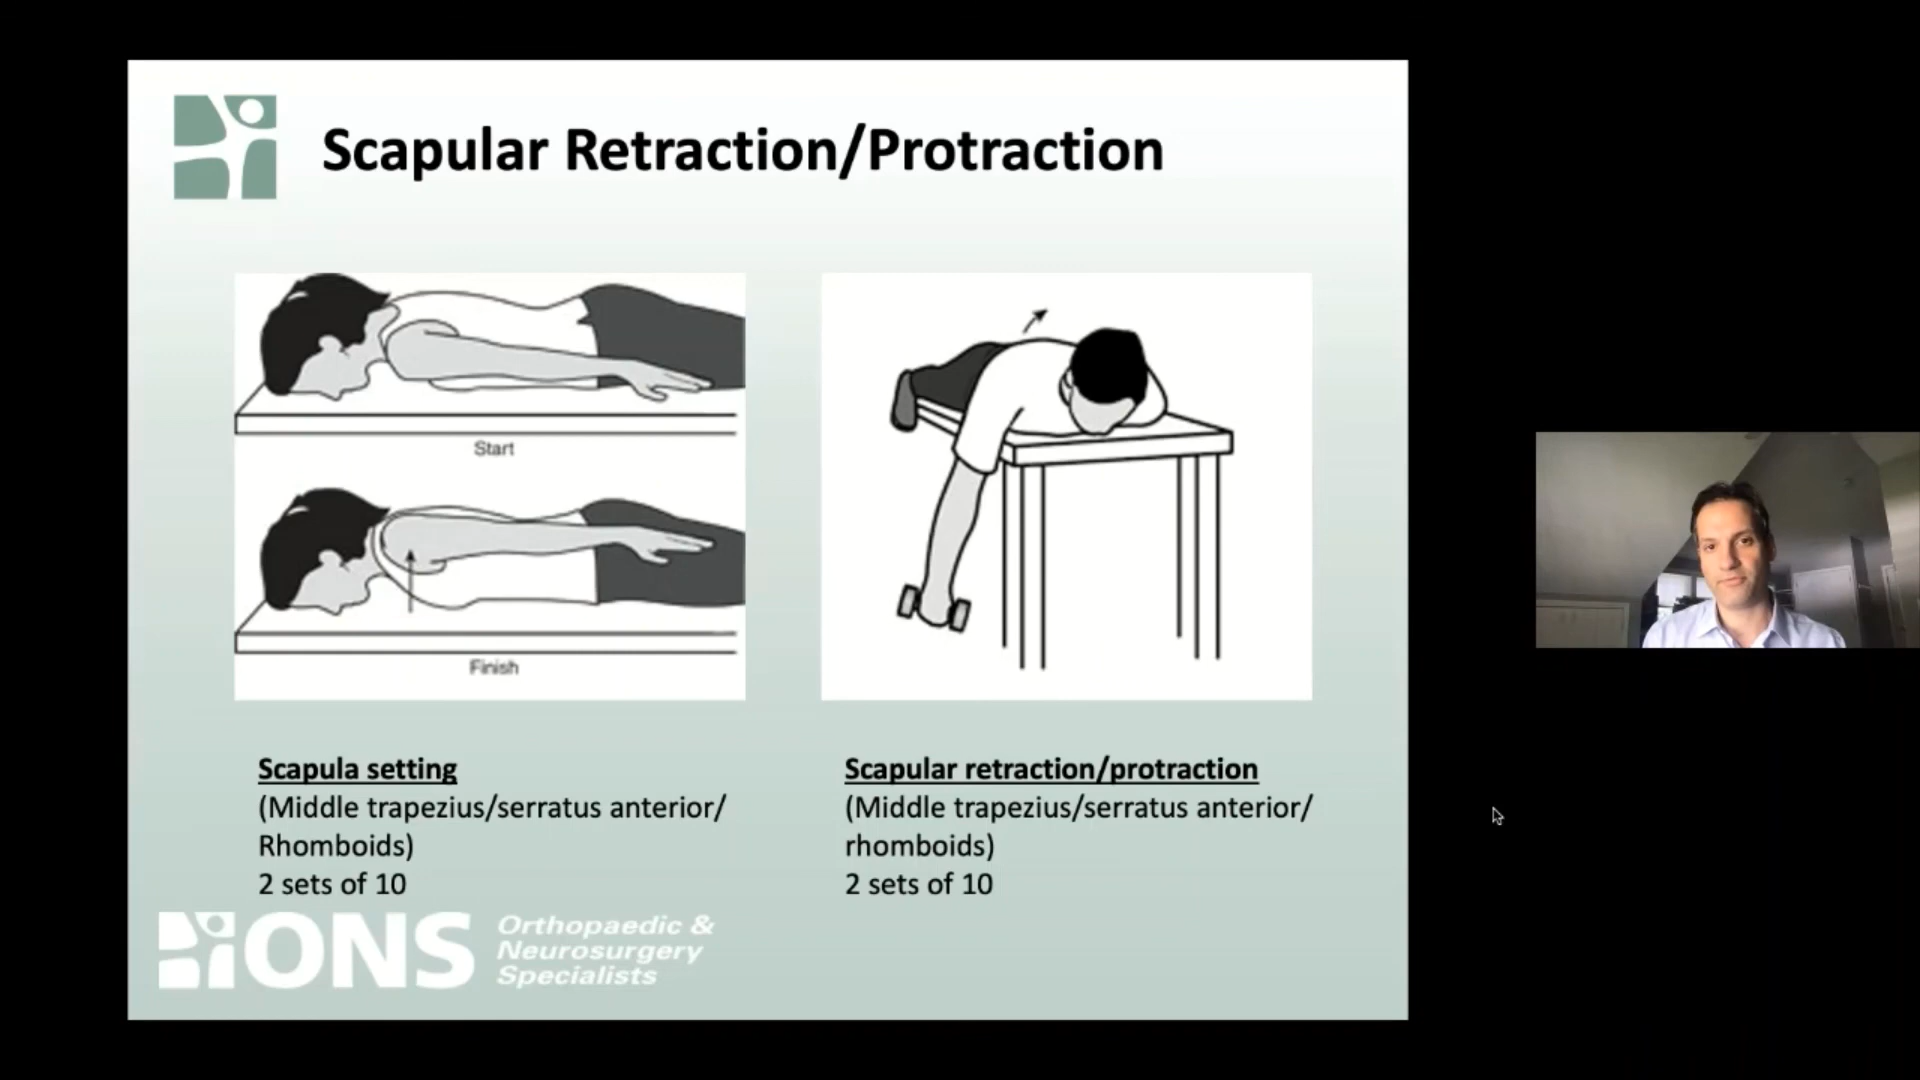 Scapular Retraction/Protraction
Start
Finish
Scapula setting
(Middle trapezius/serratus anterior/
Rhomboids)
2 sets of 10
Scapular retraction/protraction
(Middle trapezius/serratus anterior/
rhomboids)
2 sets of 10
ONS
Orthopaedic &
Neurosurgery
Specialists